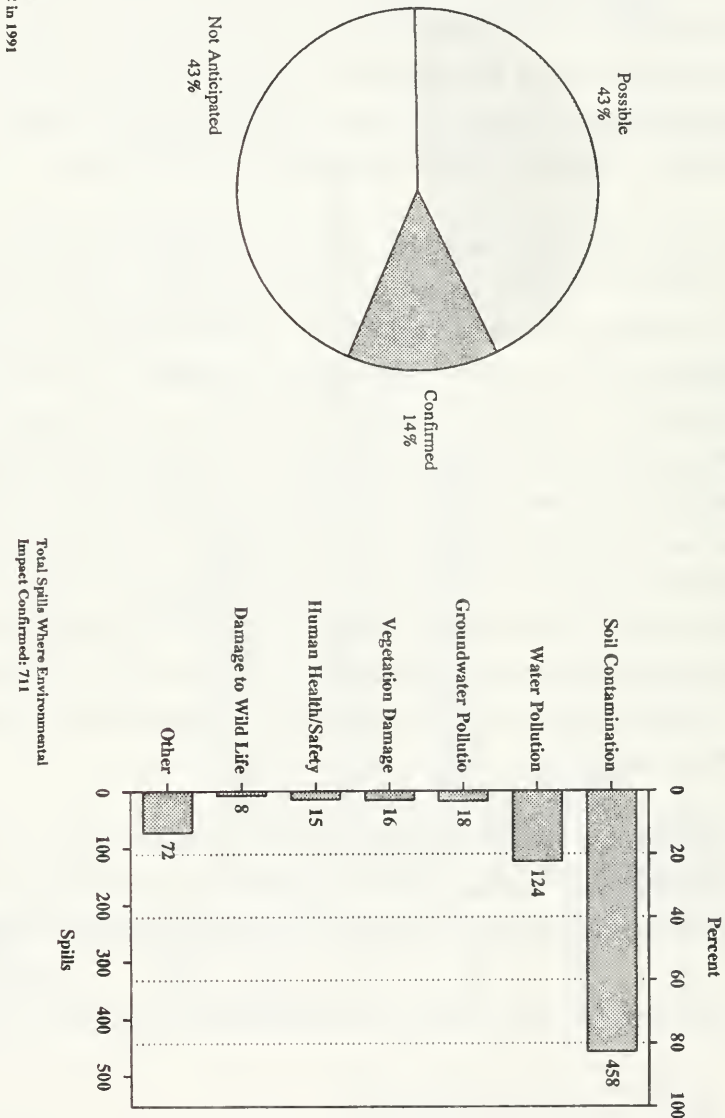 in 1991
Possible
43%
Not Anticipated
43%
Confirmed
14%
Percent
0 20 40 60 80 100
Soil Contamination
458
Water Pollution
124
Groundwater Pollutio
18
Vegetation Damage
16
Human Health/Safety
15
Damage to Wild Life
8
Other
72
0 100 200 300 400 500
Spills
Total Spills Where Environmental
Impact Confirmed: 711